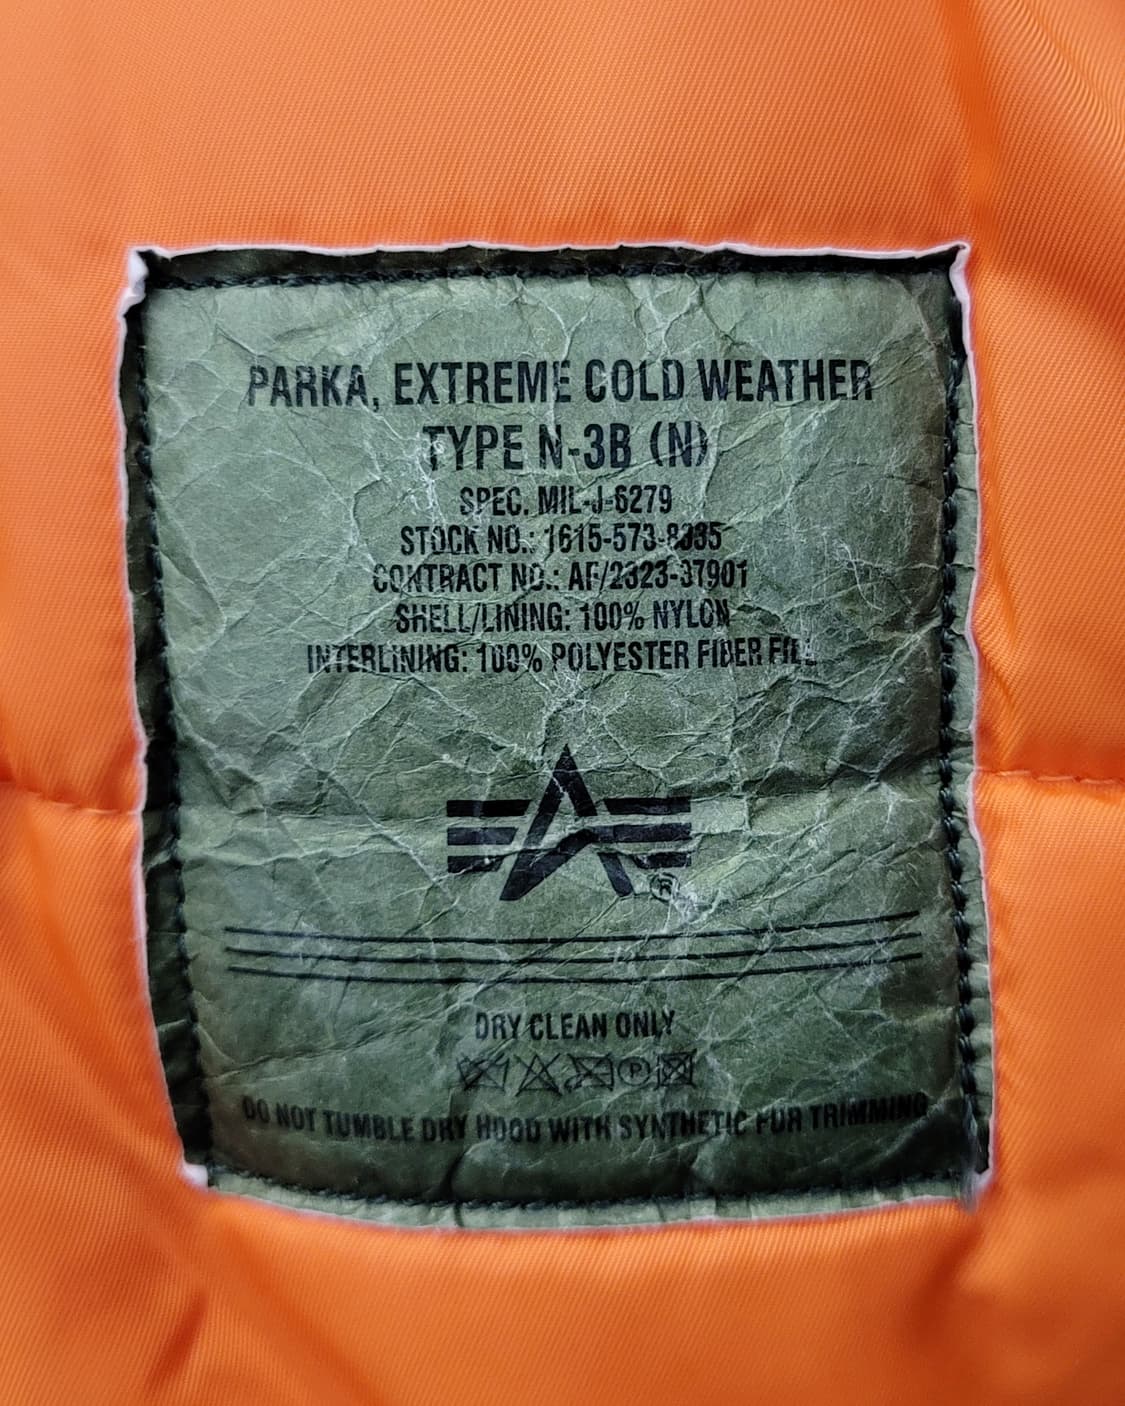 PARKA, EXTREME COLD WEATHER
TYPE N-3B (N)
SPEC. MIL-J-6279
STOCK NO.: 1615-573-8335
CONTRACT NO.: AF/2323-37901
SHELL/LINING: 100% NYLON
INTERLINING: 100% POLYESTER FIBER FILL
®
DRY CLEAN ONLY
P
DO NOT TUMBLE DRY HOOD WITH SYNTHETIC FUR TRIMMING